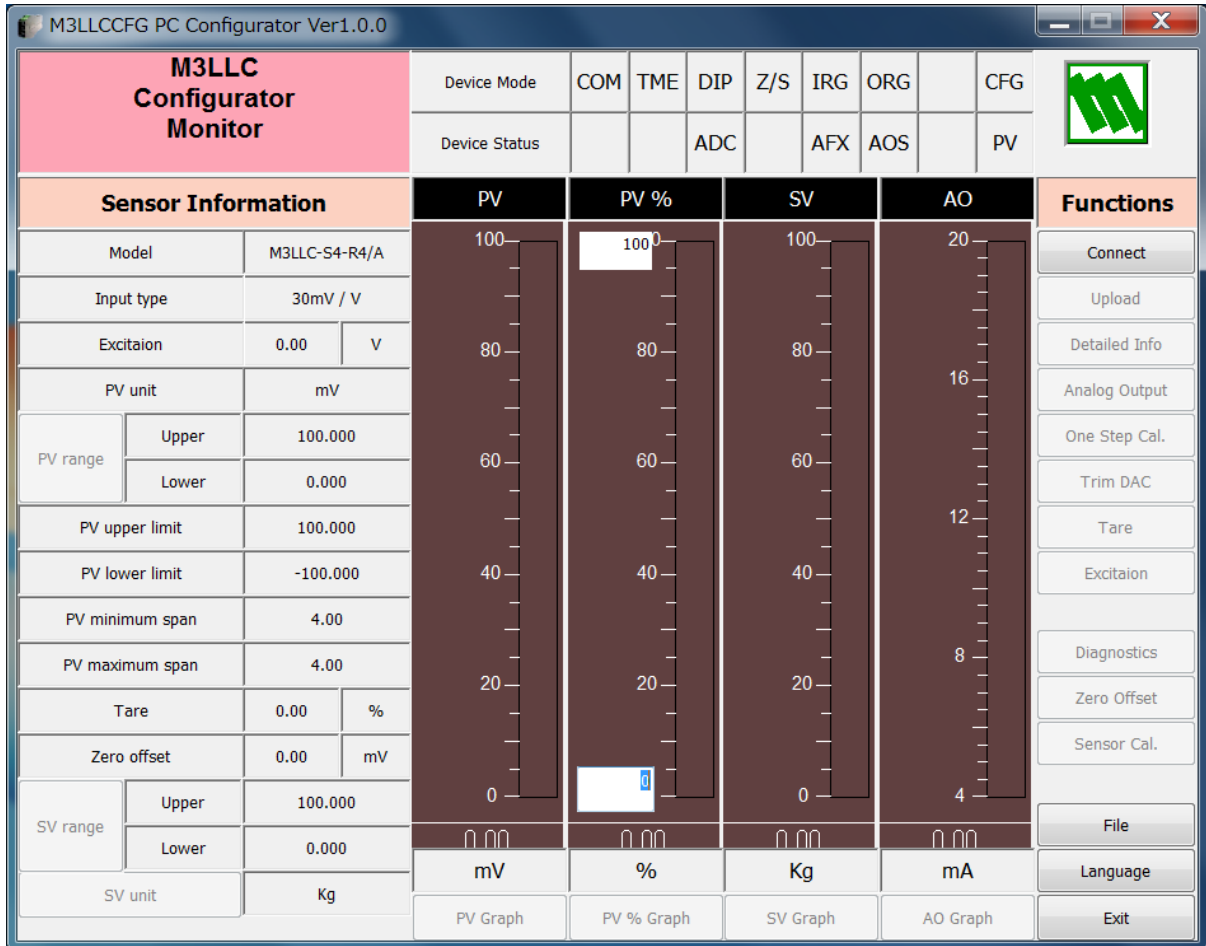 M3LLCCFG PC Configurator Ver1.0.0
M3LLC
Configurator
Monitor
Device Mode COM TME DIP Z/S IRG ORG CFG
Device Status ADC AFX AOS PV
Sensor Information
Model M3LLC-S4-R4/A
Input type 30mV / V
Excitaion 0.00 V
PV unit mV
PV range
Upper 100.000
Lower 0.000
PV upper limit 100.000
PV lower limit -100.000
PV minimum span 4.00
PV maximum span 4.00
Tare 0.00 %
Zero offset 0.00 mV
SV range
Upper 100.000
Lower 0.000
SV unit Kg
PV
100
80
60
40
20
0
0.00
mV
PV Graph
PV %
100
80
60
40
20
0
0.00
%
PV % Graph
SV
100
80
60
40
20
0
0.00
Kg
SV Graph
AO
20
16
12
8
4
0.00
mA
AO Graph
Functions
Connect
Upload
Detailed Info
Analog Output
One Step Cal.
Trim DAC
Tare
Excitaion
Diagnostics
Zero Offset
Sensor Cal.
File
Language
Exit